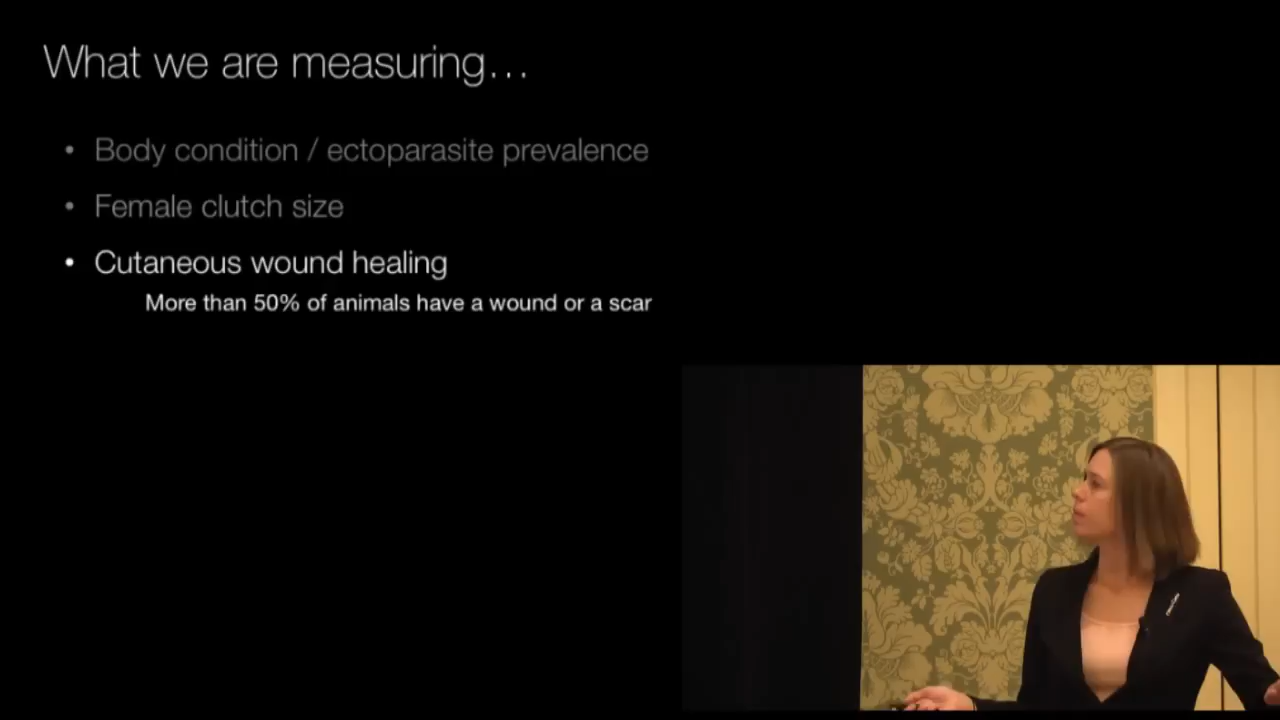 What we are measuring…
• Body condition / ectoparasite prevalence
• Female clutch size
• Cutaneous wound healing
More than 50% of animals have a wound or a scar